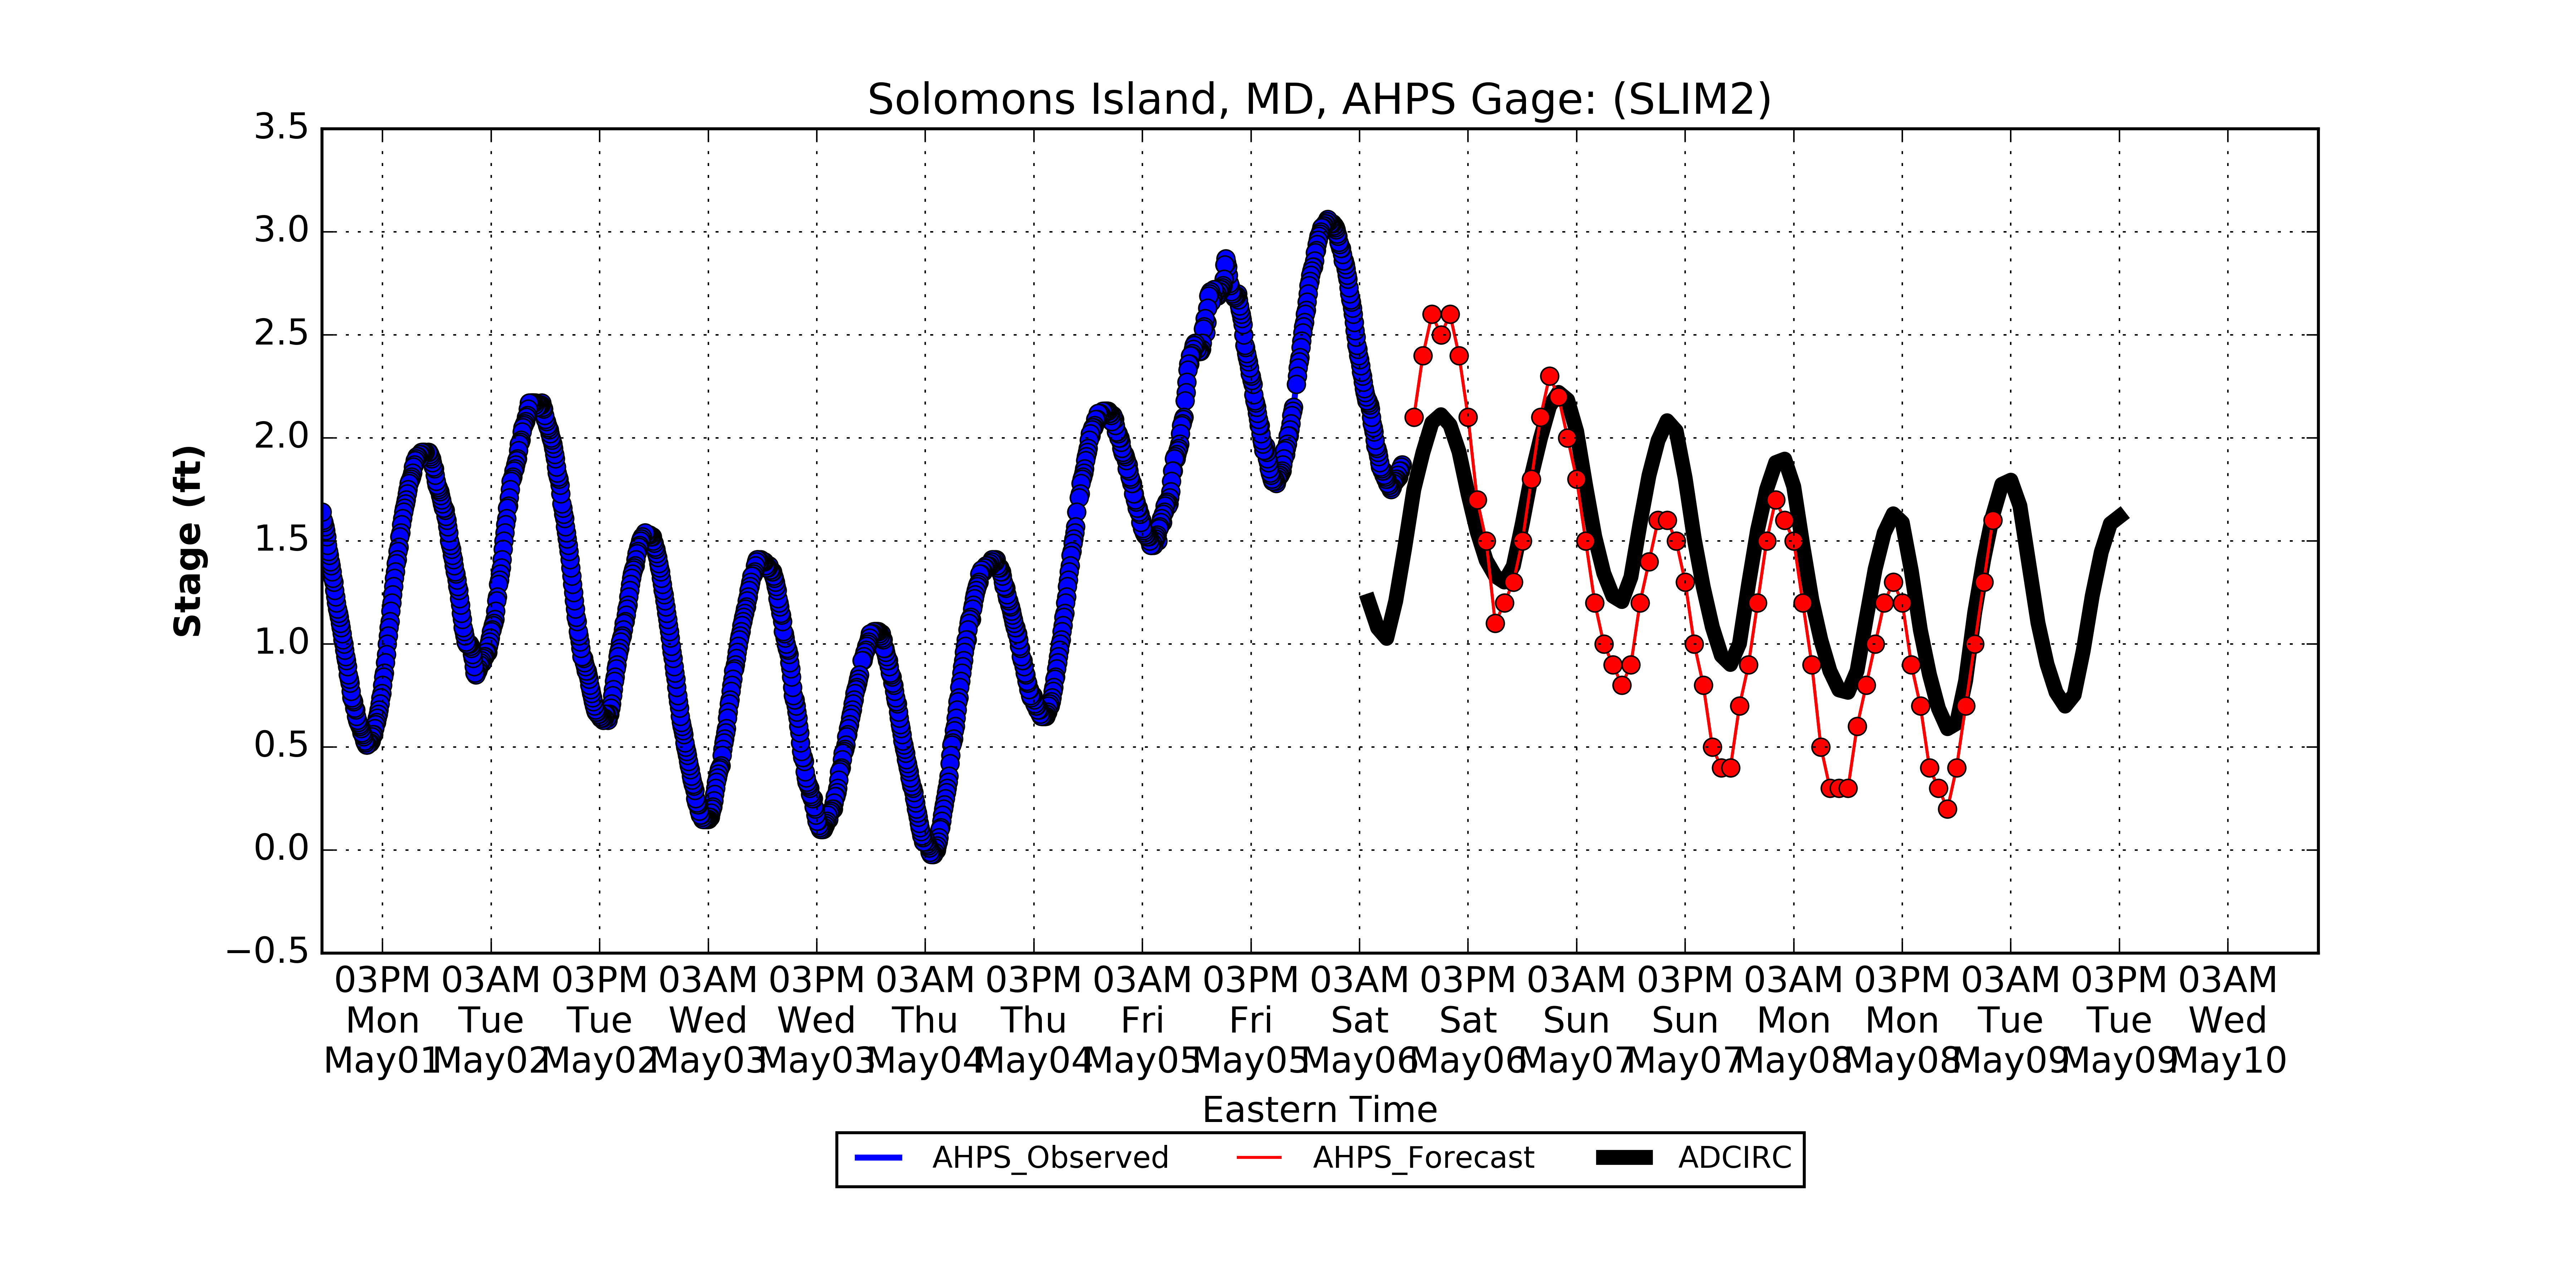 Solomons Island, MD, AHPS Gage: (SLIM2)
3.5
3.0
2.5
2.0
1.5
1.0
0.5
0.0
−0.5
Stage (ft)
03PM 03AM 03PM 03AM 03PM 03AM 03PM 03AM 03PM 03AM 03PM 03AM 03PM 03AM 03PM 03AM 03PM 03AM
Mon Tue Tue Wed Wed Thu Thu Fri Fri Sat Sat Sun Sun Mon Mon Tue Tue Wed
May01 May02 May02 May03 May03 May04 May04 May05 May05 May06 May06 May07 May07 May08 May08 May09 May09 May10
Eastern Time
AHPS_Observed AHPS_Forecast ADCIRC